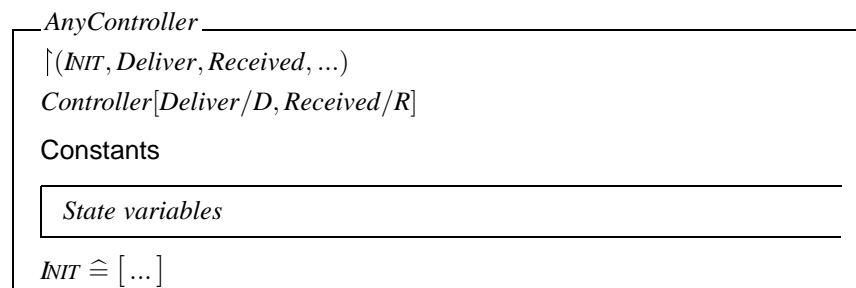 AnyController
↾(INIT, Deliver, Received, ...)
Controller[Deliver/D, Received/R]
Constants
State variables
INIT ≙ [ ... ]